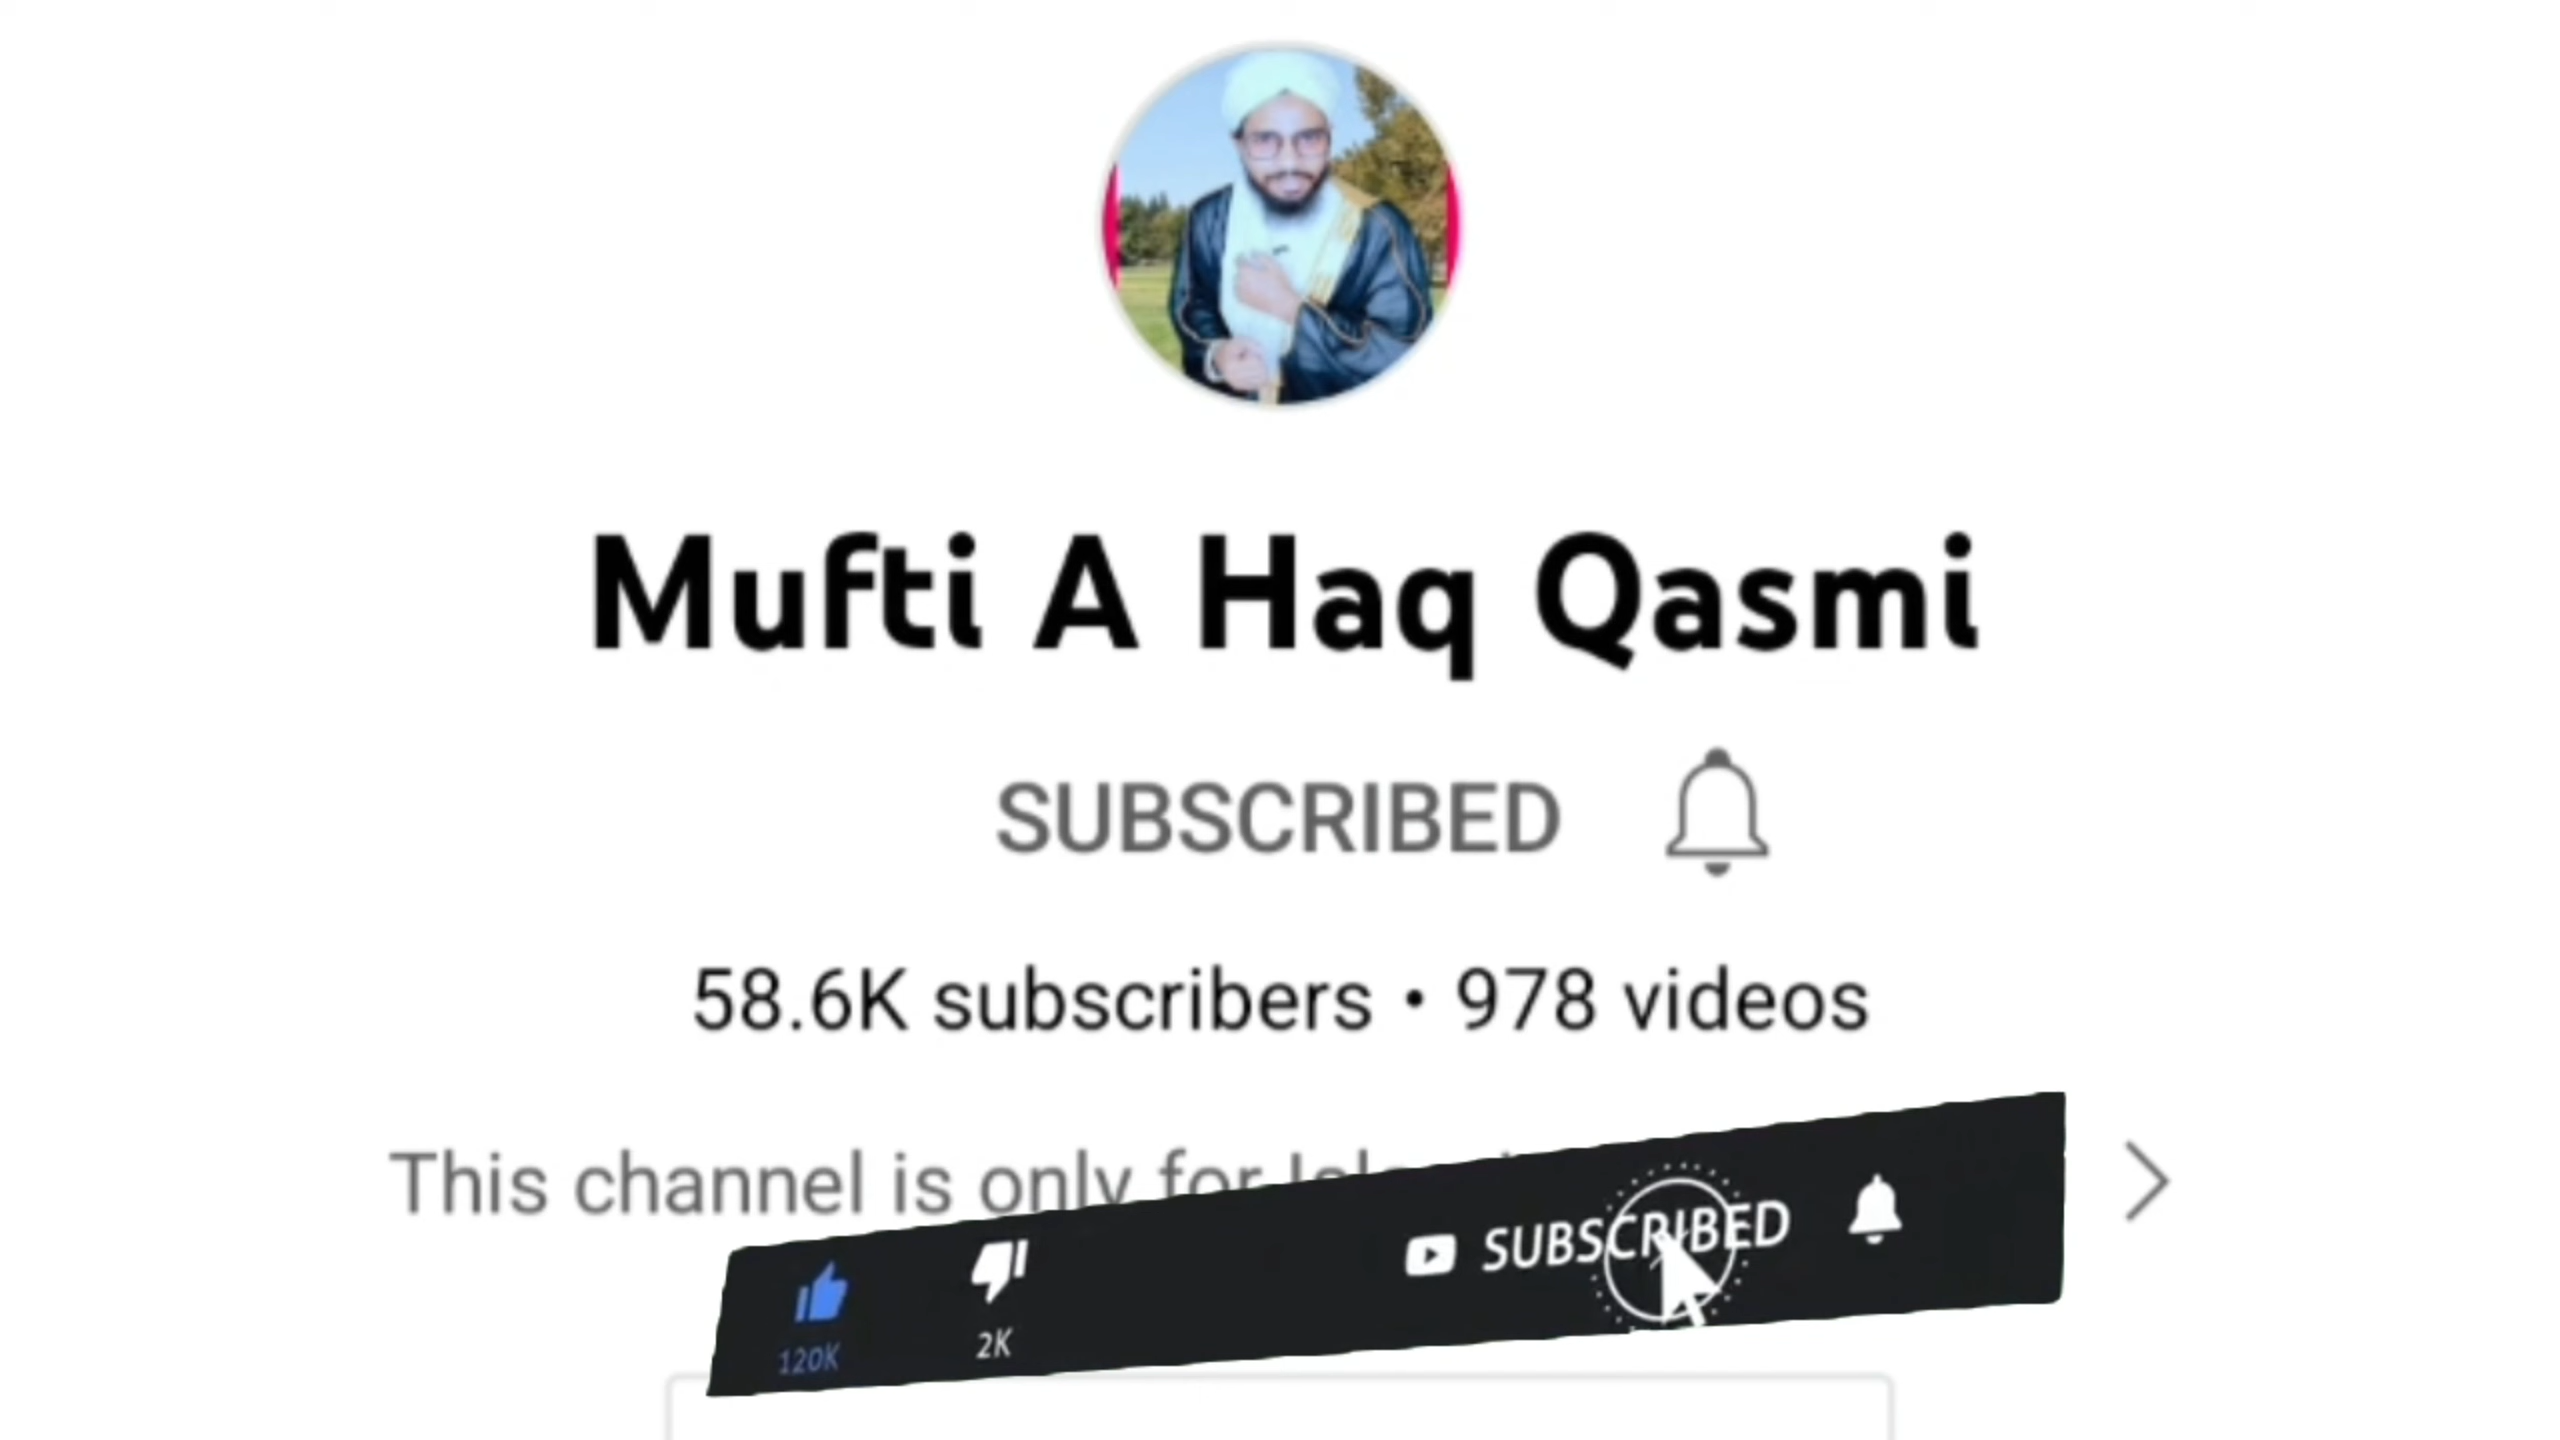 Mufti A Haq Qasmi
SUBSCRIBED
58.6K subscribers • 978 videos
This channel is only for
SUBSCRIBED
120K
2K